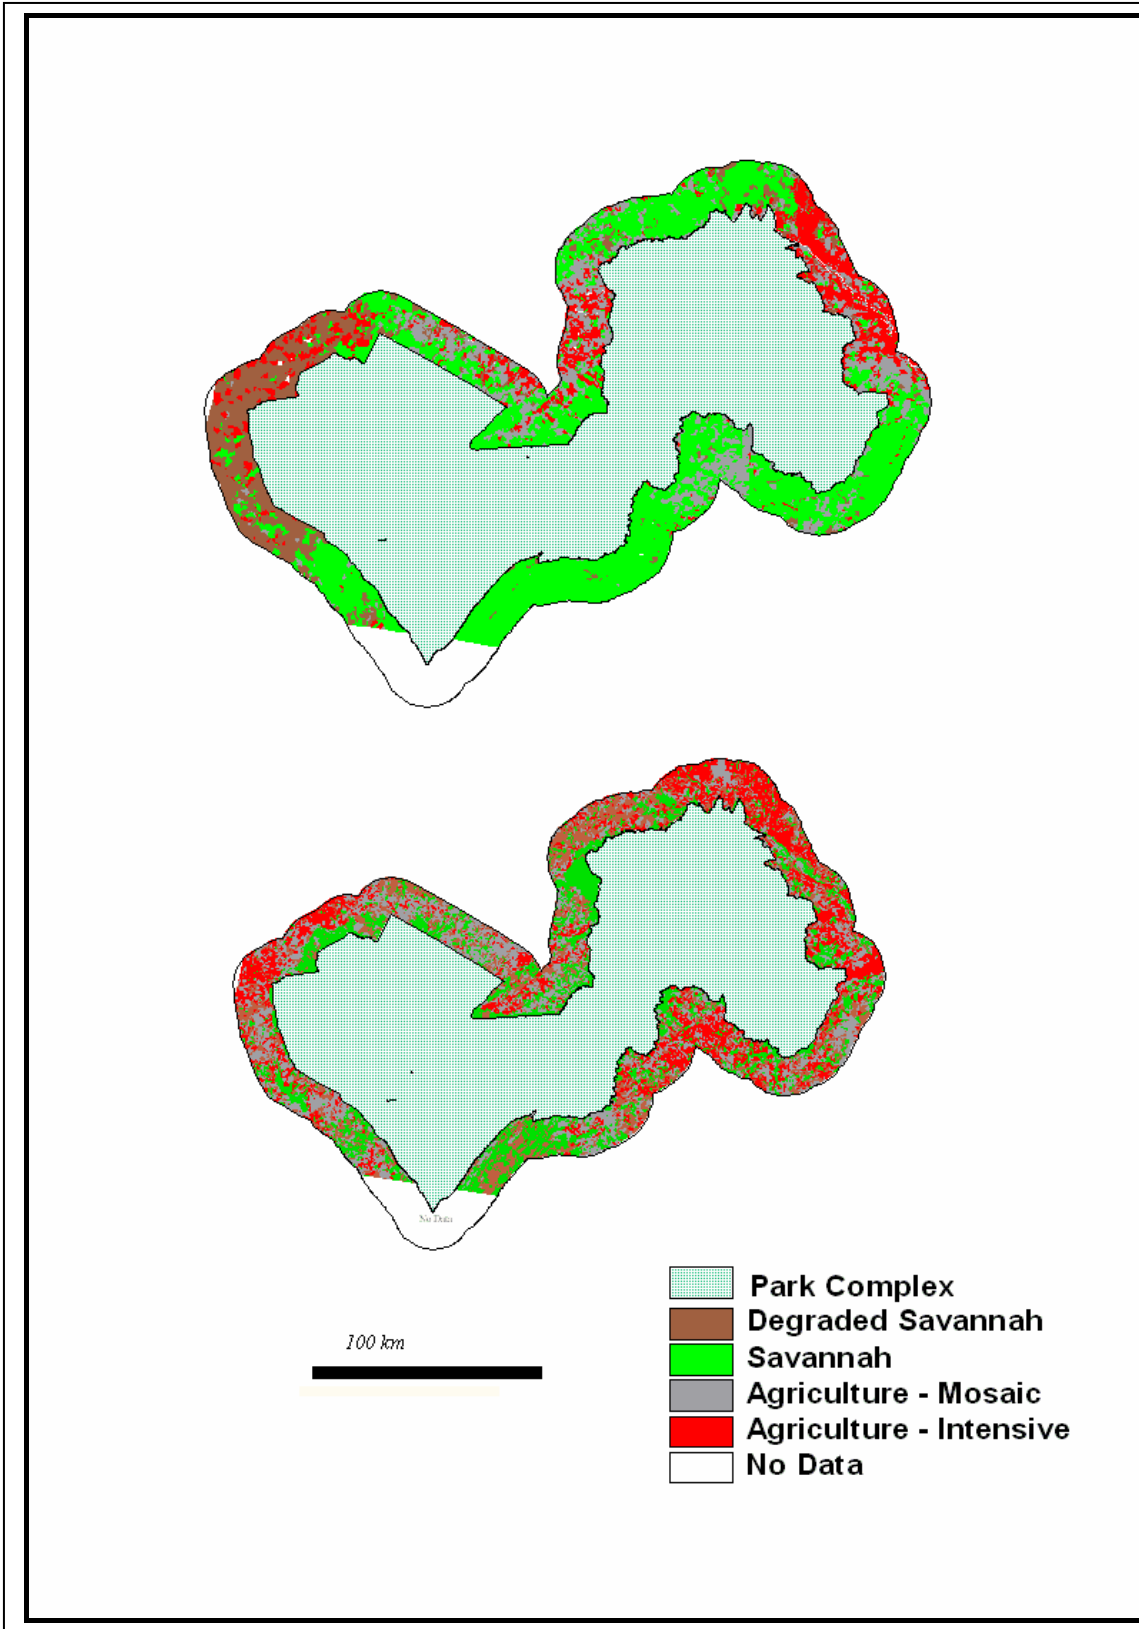 No Data
100 km
Park Complex
Degraded Savannah
Savannah
Agriculture - Mosaic
Agriculture - Intensive
No Data